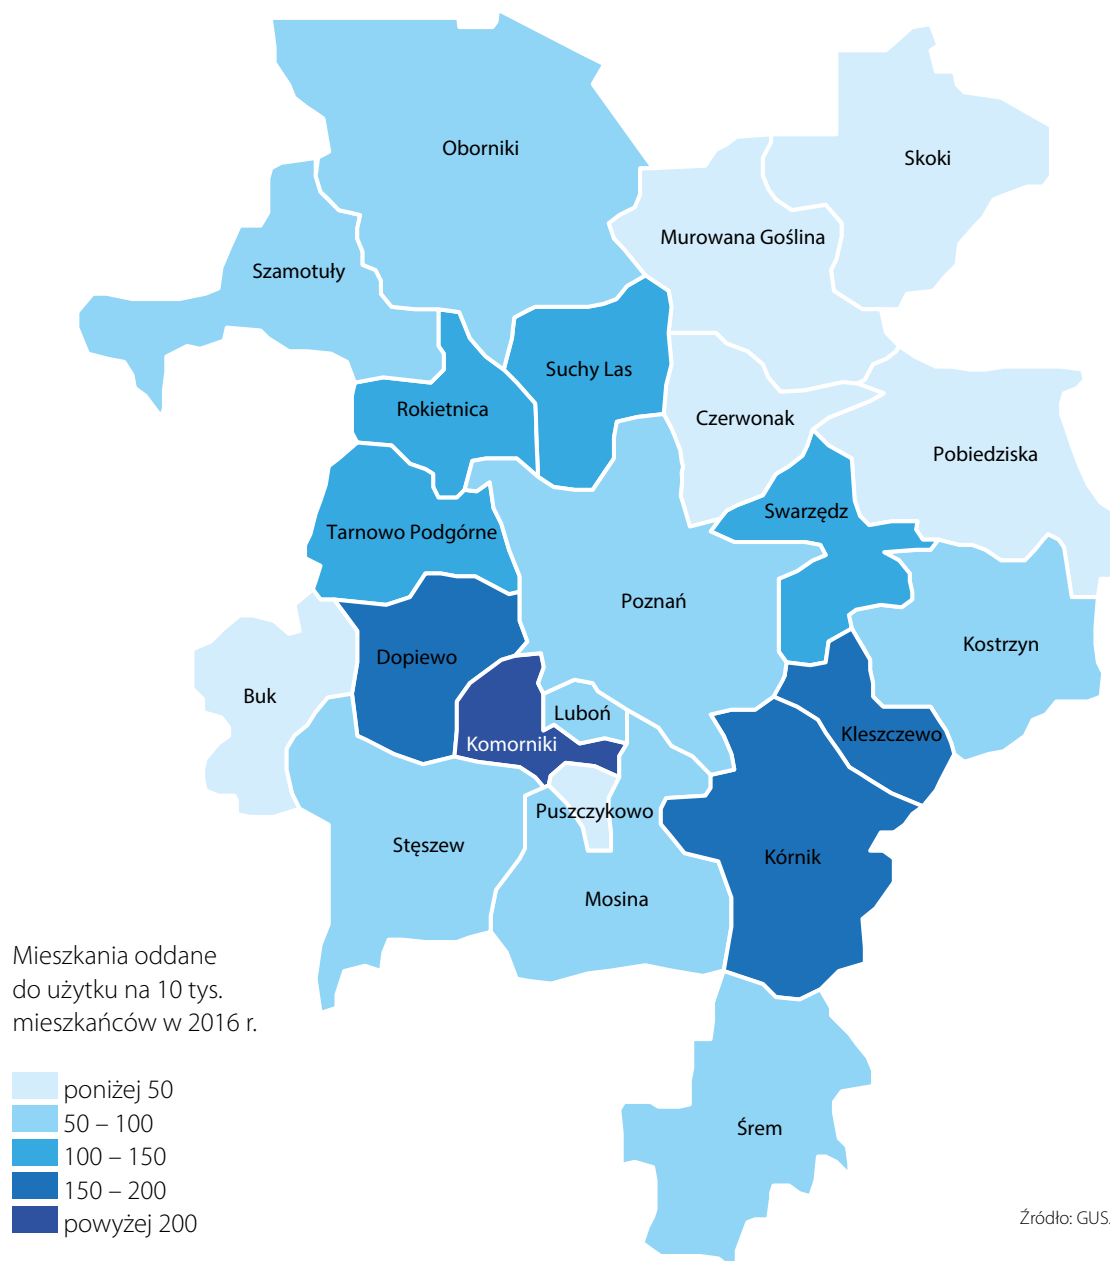 Oborniki
Skoki
Murowana Goślina
Szamotuły
Suchy Las
Rokietnica
Czerwonak
Pobiedziska
Swarzędz
Tarnowo Podgórne
Poznań
Kostrzyn
Dopiewo
Buk
Luboń
Kleszczewo
Komorniki
Puszczykowo
Stęszew
Kórnik
Mosina
Śrem
Mieszkania oddane
do użytku na 10 tys.
mieszkańców w 2016 r.
poniżej 50
50 – 100
100 – 150
150 – 200
powyżej 200
Źródło: GUS.